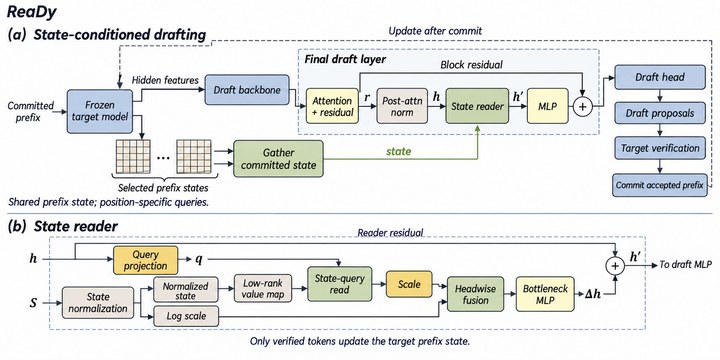 ReaDy
(a) State-conditioned drafting
Update after commit
Final draft layer
Hidden features
Block residual
Committed
prefix
Frozen
target model
Draft backbone
Attention
+ residual
r
Post-attn
norm
h
State reader
h′
MLP
+
Draft head
Draft proposals
Target verification
Commit accepted prefix
...
Selected prefix states
Gather
committed state
state
Shared prefix state; position-specific queries.
(b) State reader
Reader residual
h
Query
projection
q
S
State
normalization
Normalized
state
Log scale
Low-rank
value map
State-query
read
Scale
Headwise
fusion
Bottleneck
MLP
Δh
+
h′
To draft MLP
Only verified tokens update the target prefix state.